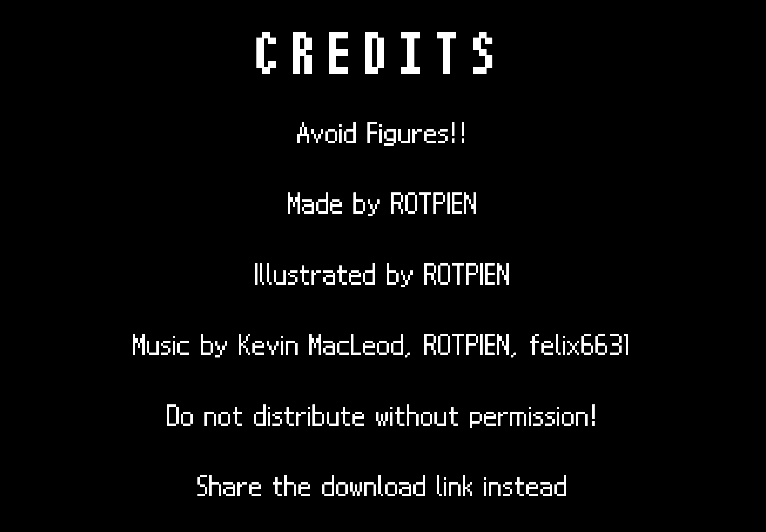 CREDITS
Avoid Figures!!
Made by ROTPIEN
Illustrated by ROTPIEN
Music by Kevin MacLeod, ROTPIEN, felix6631
Do not distribute without permission!
Share the download link instead